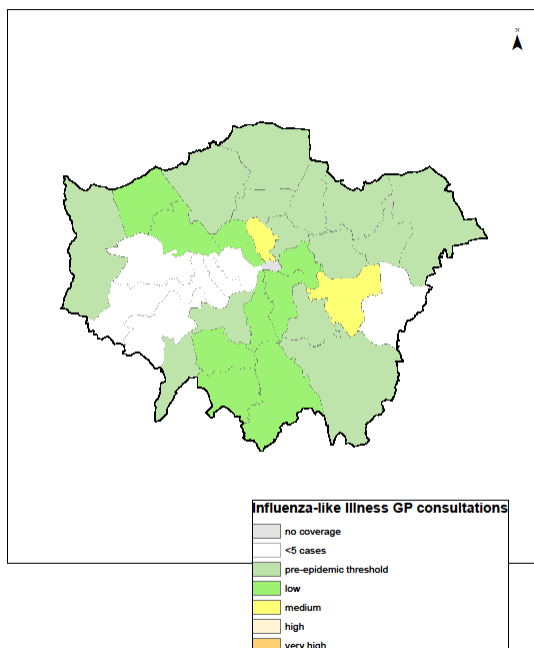 N
Influenza-like Illness GP consultations
no coverage
<5 cases
pre-epidemic threshold
low
medium
high
very high